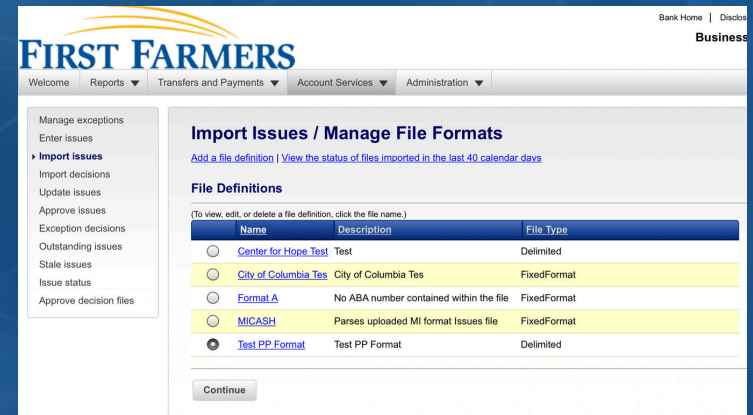 Bank Home | Disclos
Business
FIRST FARMERS
Welcome Reports Transfers and Payments Account Services Administration
Manage exceptions
Enter issues
Import issues
Import decisions
Update issues
Approve issues
Exception decisions
Outstanding issues
Stale issues
Issue status
Approve decision files
Import Issues / Manage File Formats
Add a file definition | View the status of files imported in the last 40 calendar days
File Definitions
(To view, edit, or delete a file definition, click the file name.)
Name Description File Type
Center for Hope Test Test Delimited
City of Columbia Tes City of Columbia Tes FixedFormat
Format A No ABA number contained within the file FixedFormat
MICASH Parses uploaded MI format Issues file FixedFormat
Test PP Format Test PP Format Delimited
Continue